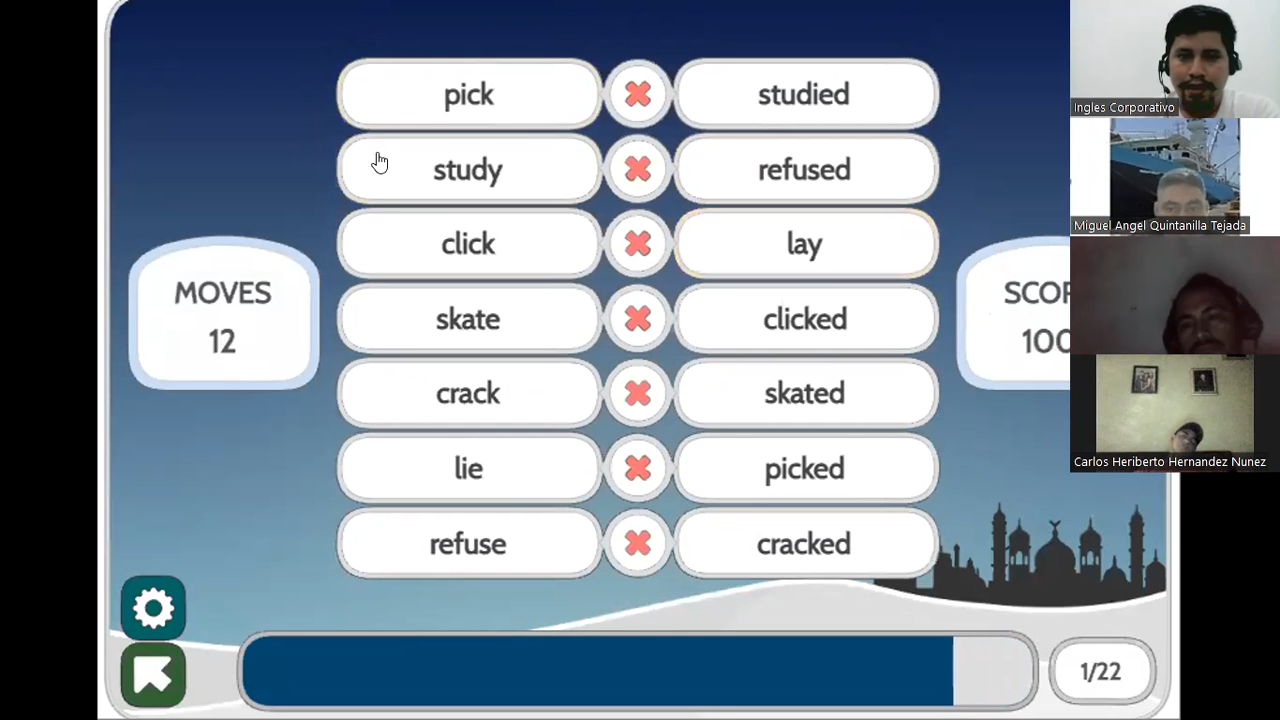 pick
studied
study
refused
click
lay
skate
clicked
crack
skated
lie
picked
refuse
cracked
MOVES
12
SCOR
100
1/22
Ingles Corporativo
Miguel Angel Quintanilla Tejada
Carlos Heriberto Hernandez Nunez